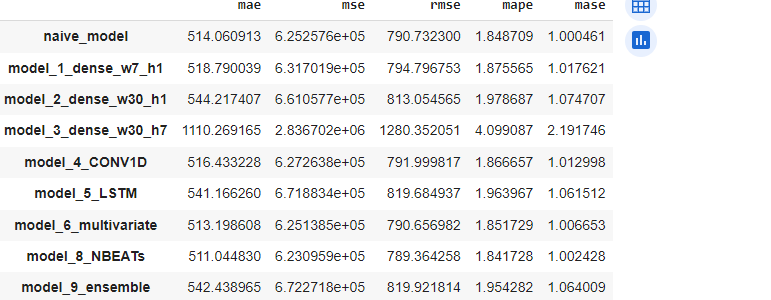 mae mse rmse mape mase
naive_model 514.060913 6.252576e+05 790.732300 1.848709 1.000461
model_1_dense_w7_h1 518.790039 6.317019e+05 794.796753 1.875565 1.017621
model_2_dense_w30_h1 544.217407 6.610577e+05 813.054565 1.978687 1.074707
model_3_dense_w30_h7 1110.269165 2.836702e+06 1280.352051 4.099087 2.191746
model_4_CONV1D 516.433228 6.272638e+05 791.999817 1.866657 1.012998
model_5_LSTM 541.166260 6.718834e+05 819.684937 1.963967 1.061512
model_6_multivariate 513.198608 6.251385e+05 790.656982 1.851729 1.006653
model_8_NBEATs 511.044830 6.230959e+05 789.364258 1.841728 1.002428
model_9_ensemble 542.438965 6.722718e+05 819.921814 1.954282 1.064009